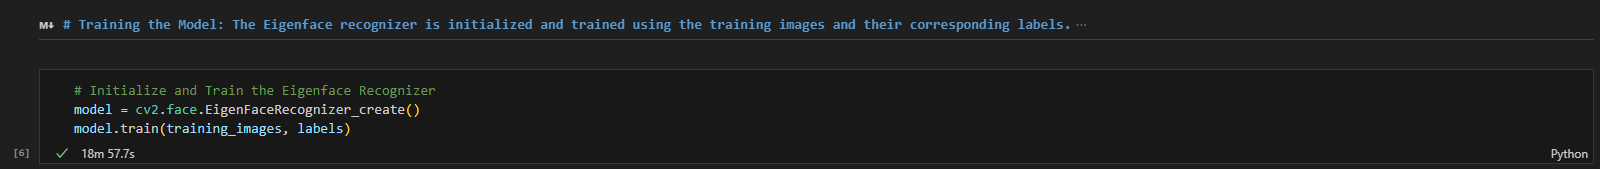 M↓ # Training the Model: The Eigenface recognizer is initialized and trained using the training images and their corresponding labels. ···
# Initialize and Train the Eigenface Recognizer
model = cv2.face.EigenFaceRecognizer_create()
model.train(training_images, labels)
[6] ✓ 18m 57.7s Python